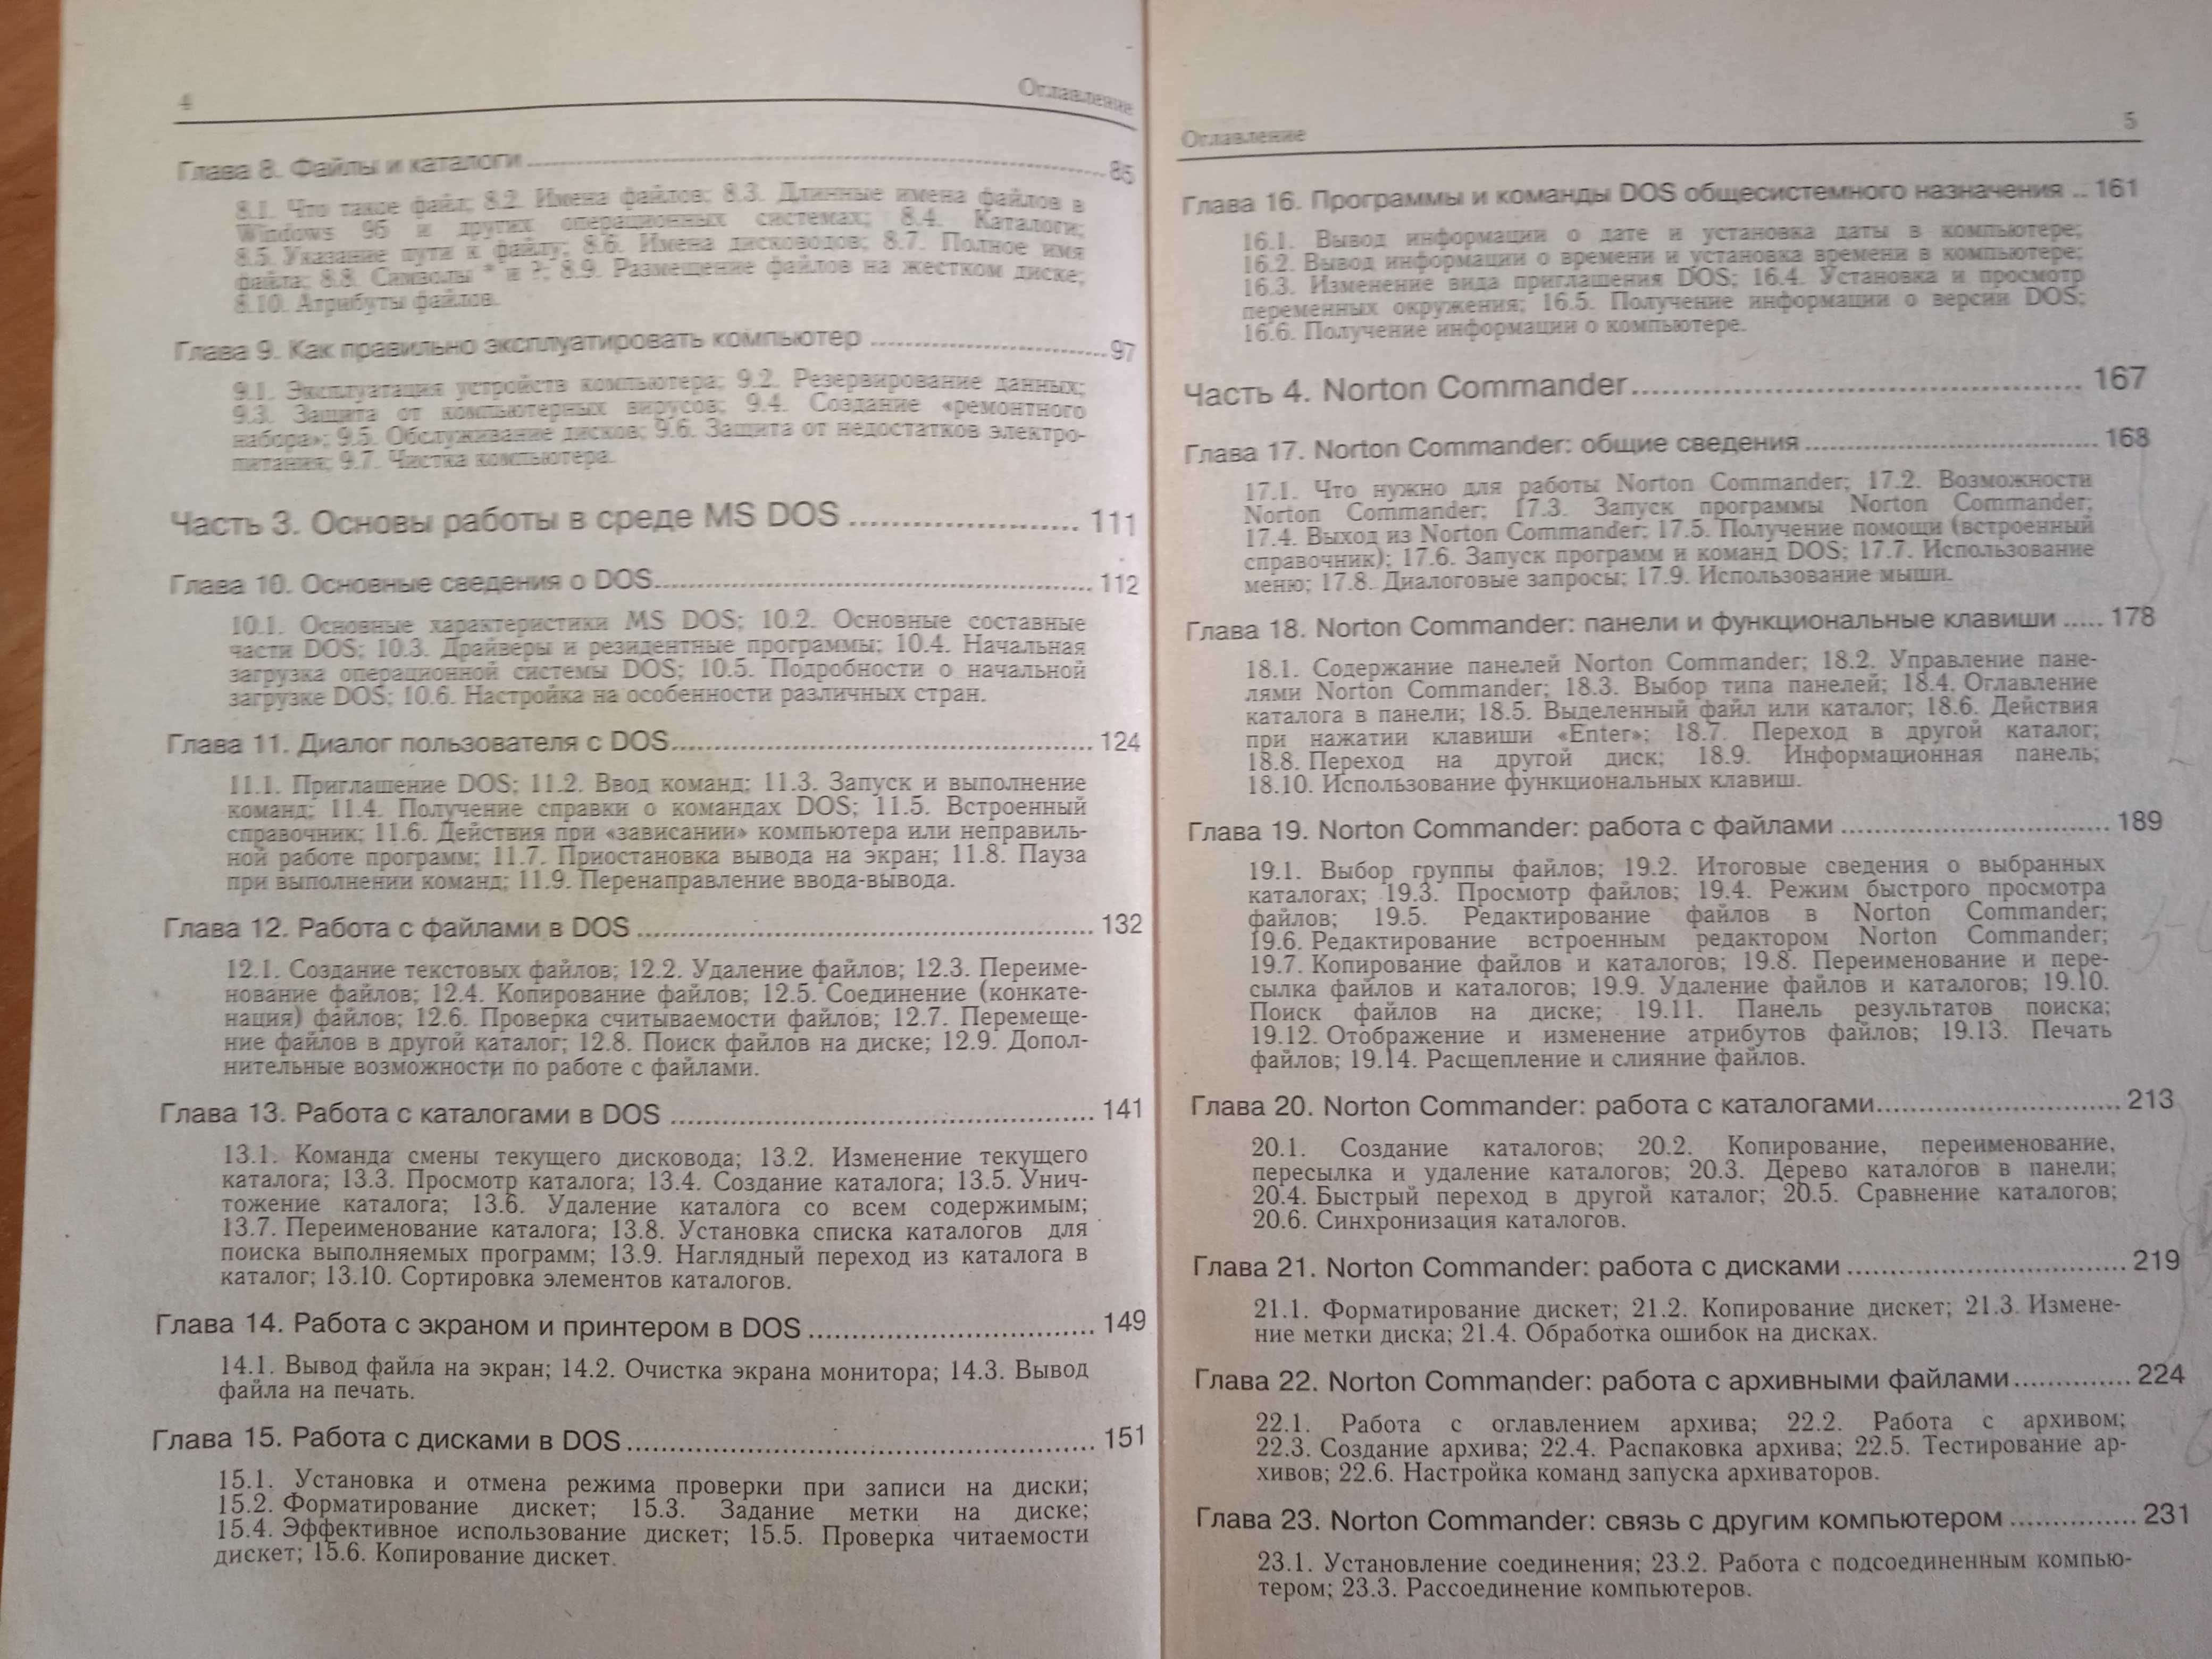 4
Оглавление
Глава 8. Файлы и каталоги ........ 85
8.1. Что такое файл; 8.2. Имена файлов; 8.3. Длинные имена файлов в
Windows 95 и других операционных системах; 8.4. Каталоги;
8.5. Указание пути к файлу; 8.6. Имена дисководов; 8.7. Полное имя
файла; 8.8. Символы * и ?; 8.9. Размещение файлов на жестком диске;
8.10. Атрибуты файлов.
Глава 9. Как правильно эксплуатировать компьютер ........ 97
9.1. Эксплуатация устройств компьютера; 9.2. Резервирование данных;
9.3. Защита от компьютерных вирусов; 9.4. Создание «ремонтного
набора»; 9.5. Обслуживание дисков; 9.6. Защита от недостатков электро-
питания; 9.7. Чистка компьютера.
Часть 3. Основы работы в среде MS DOS ........ 111
Глава 10. Основные сведения о DOS ........ 112
10.1. Основные характеристики MS DOS; 10.2. Основные составные
части DOS; 10.3. Драйверы и резидентные программы; 10.4. Начальная
загрузка операционной системы DOS; 10.5. Подробности о начальной
загрузке DOS; 10.6. Настройка на особенности различных стран.
Глава 11. Диалог пользователя с DOS ........ 124
11.1. Приглашение DOS; 11.2. Ввод команд; 11.3. Запуск и выполнение
команд; 11.4. Получение справки о командах DOS; 11.5. Встроенный
справочник; 11.6. Действия при «зависании» компьютера или неправиль-
ной работе программ; 11.7. Приостановка вывода на экран; 11.8. Пауза
при выполнении команд; 11.9. Перенаправление ввода-вывода.
Глава 12. Работа с файлами в DOS ........ 132
12.1. Создание текстовых файлов; 12.2. Удаление файлов; 12.3. Переиме-
нование файлов; 12.4. Копирование файлов; 12.5. Соединение (конкате-
нация) файлов; 12.6. Проверка считываемости файлов; 12.7. Перемеще-
ние файлов в другой каталог; 12.8. Поиск файлов на диске; 12.9. Допол-
нительные возможности по работе с файлами.
Глава 13. Работа с каталогами в DOS ........ 141
13.1. Команда смены текущего дисковода; 13.2. Изменение текущего
каталога; 13.3. Просмотр каталога; 13.4. Создание каталога; 13.5. Унич-
тожение каталога; 13.6. Удаление каталога со всем содержимым;
13.7. Переименование каталога; 13.8. Установка списка каталогов для
поиска выполняемых программ; 13.9. Наглядный переход из каталога в
каталог; 13.10. Сортировка элементов каталогов.
Глава 14. Работа с экраном и принтером в DOS ........ 149
14.1. Вывод файла на экран; 14.2. Очистка экрана монитора; 14.3. Вывод
файла на печать.
Глава 15. Работа с дисками в DOS ........ 151
15.1. Установка и отмена режима проверки при записи на диски;
15.2. Форматирование дискет; 15.3. Задание метки на диске;
15.4. Эффективное использование дискет; 15.5. Проверка читаемости
дискет; 15.6. Копирование дискет.
Оглавление
5
Глава 16. Программы и команды DOS общесистемного назначения .. 161
16.1. Вывод информации о дате и установка даты в компьютере;
16.2. Вывод информации о времени и установка времени в компьютере;
16.3. Изменение вида приглашения DOS; 16.4. Установка и просмотр
переменных окружения; 16.5. Получение информации о версии DOS;
16.6. Получение информации о компьютере.
Часть 4. Norton Commander ........ 167
Глава 17. Norton Commander: общие сведения ........ 168
17.1. Что нужно для работы Norton Commander; 17.2. Возможности
Norton Commander; 17.3. Запуск программы Norton Commander;
17.4. Выход из Norton Commander; 17.5. Получение помощи (встроенный
справочник); 17.6. Запуск программ и команд DOS; 17.7. Использование
меню; 17.8. Диалоговые запросы; 17.9. Использование мыши.
Глава 18. Norton Commander: панели и функциональные клавиши ..... 178
18.1. Содержание панелей Norton Commander; 18.2. Управление пане-
лями Norton Commander; 18.3. Выбор типа панелей; 18.4. Оглавление
каталога в панели; 18.5. Выделенный файл или каталог; 18.6. Действия
при нажатии клавиши «Enter»; 18.7. Переход в другой каталог;
18.8. Переход на другой диск; 18.9. Информационная панель;
18.10. Использование функциональных клавиш.
Глава 19. Norton Commander: работа с файлами ........ 189
19.1. Выбор группы файлов; 19.2. Итоговые сведения о выбранных
каталогах; 19.3. Просмотр файлов; 19.4. Режим быстрого просмотра
файлов; 19.5. Редактирование файлов в Norton Commander;
19.6. Редактирование встроенным редактором Norton Commander;
19.7. Копирование файлов и каталогов; 19.8. Переименование и пере-
сылка файлов и каталогов; 19.9. Удаление файлов и каталогов; 19.10.
Поиск файлов на диске; 19.11. Панель результатов поиска;
19.12. Отображение и изменение атрибутов файлов; 19.13. Печать
файлов; 19.14. Расщепление и слияние файлов.
Глава 20. Norton Commander: работа с каталогами ........ 213
20.1. Создание каталогов; 20.2. Копирование, переименование,
пересылка и удаление каталогов; 20.3. Дерево каталогов в панели;
20.4. Быстрый переход в другой каталог; 20.5. Сравнение каталогов;
20.6. Синхронизация каталогов.
Глава 21. Norton Commander: работа с дисками ........ 219
21.1. Форматирование дискет; 21.2. Копирование дискет; 21.3. Измене-
ние метки диска; 21.4. Обработка ошибок на дисках.
Глава 22. Norton Commander: работа с архивными файлами ........ 224
22.1. Работа с оглавлением архива; 22.2. Работа с архивом;
22.3. Создание архива; 22.4. Распаковка архива; 22.5. Тестирование ар-
хивов; 22.6. Настройка команд запуска архиваторов.
Глава 23. Norton Commander: связь с другим компьютером ........ 231
23.1. Установление соединения; 23.2. Работа с подсоединенным компью-
тером; 23.3. Рассоединение компьютеров.